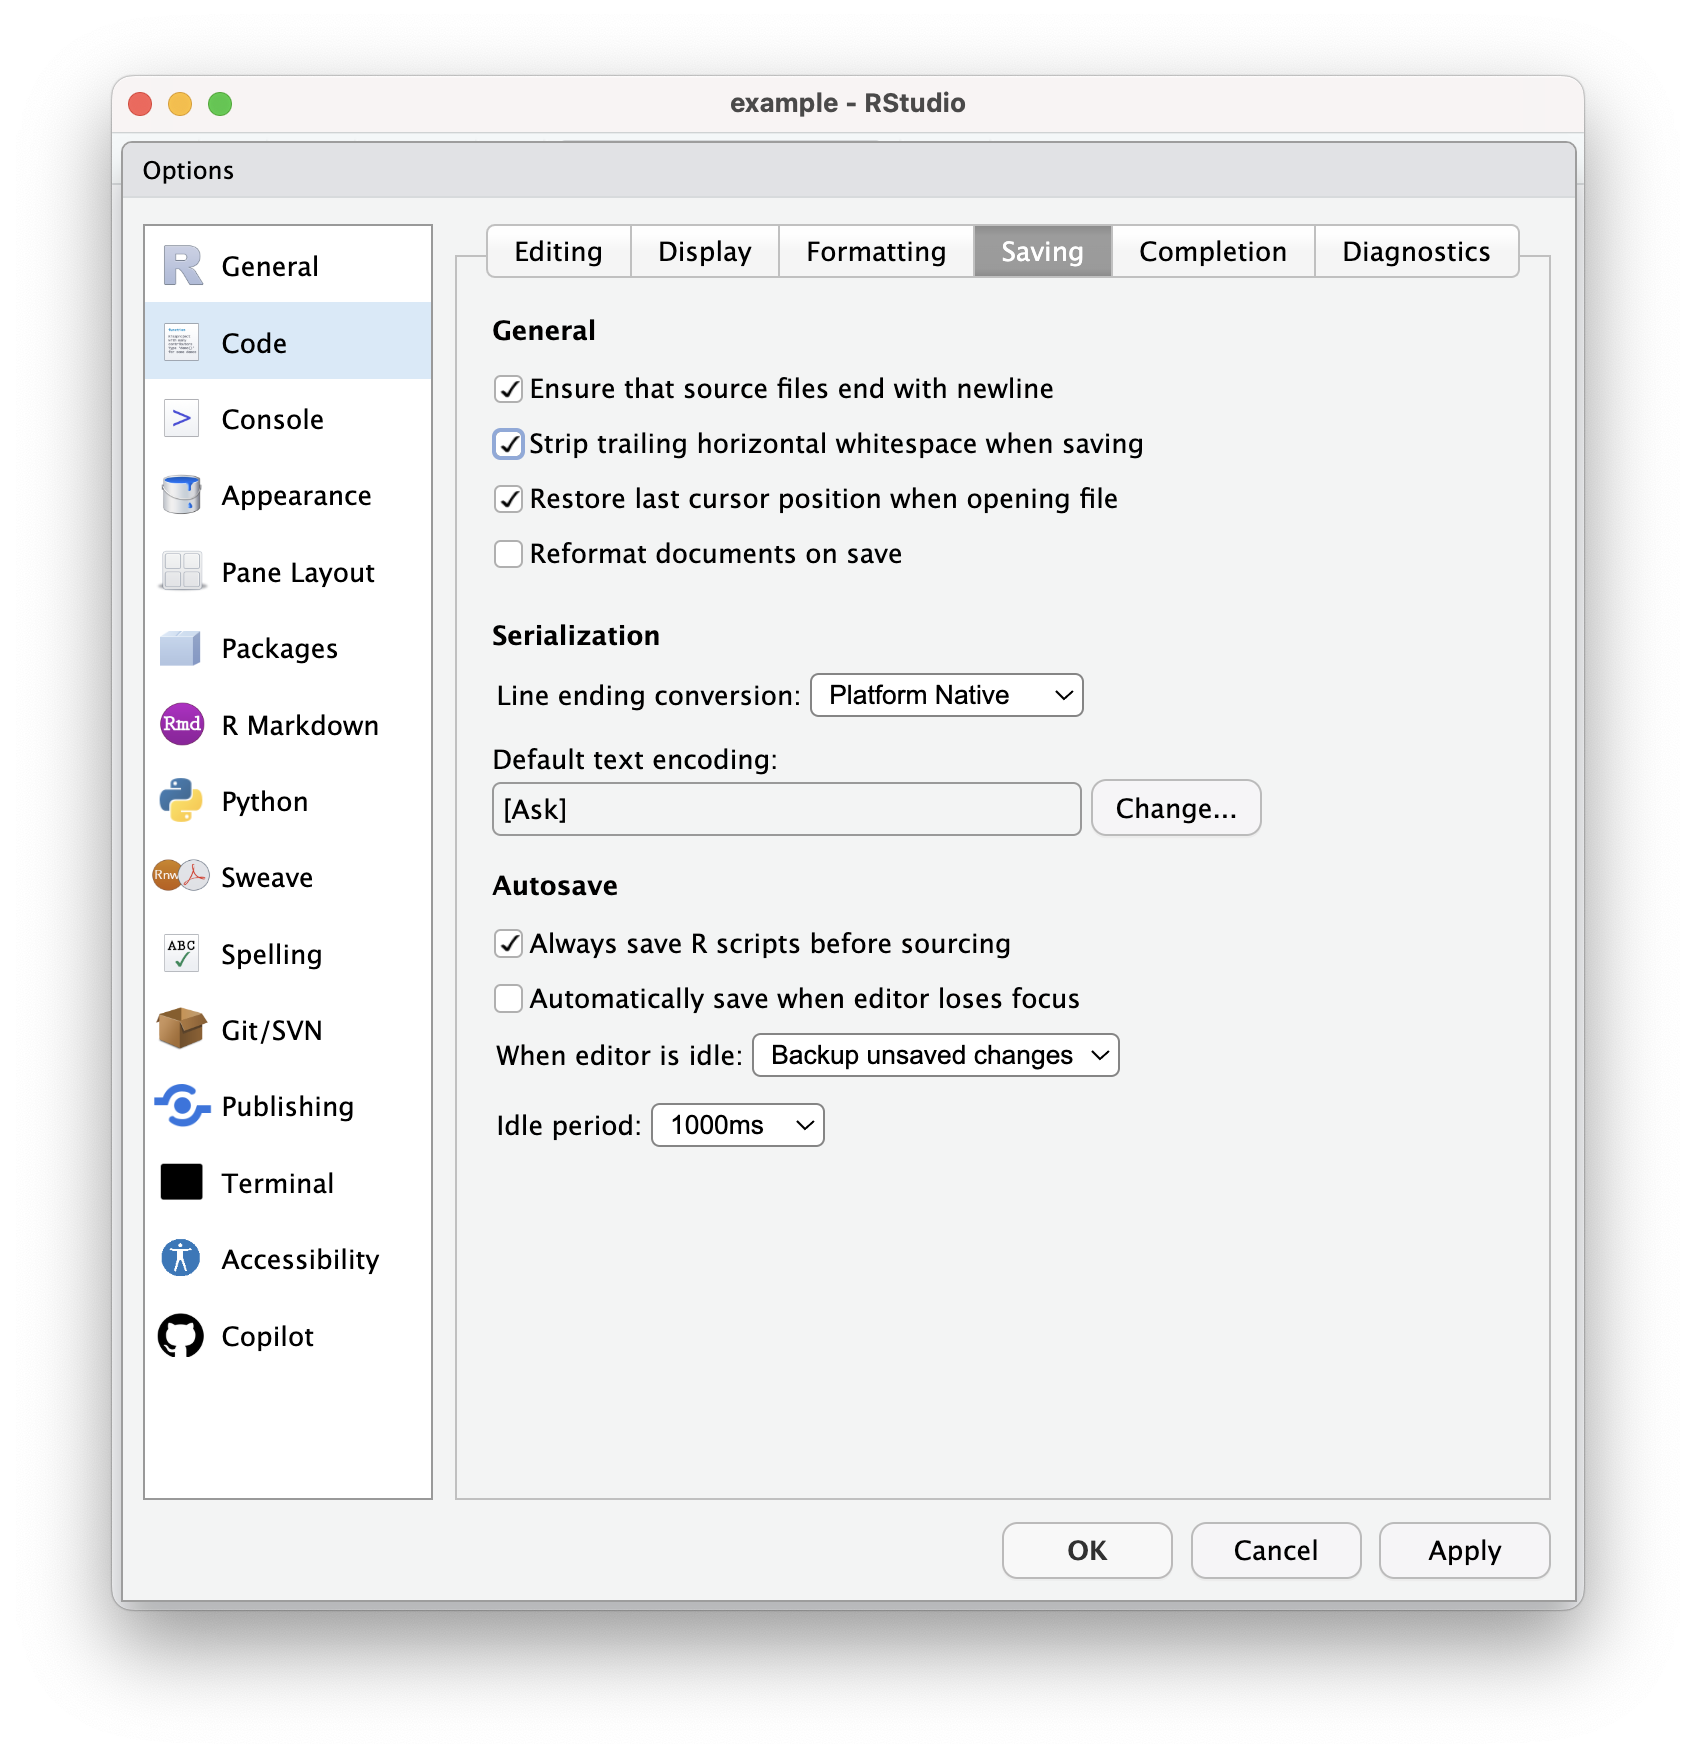 example - RStudio
Options
General
Code
Console
Appearance
Pane Layout
Packages
Rmd R Markdown
Python
Rnw Sweave
ABC Spelling
Git/SVN
Publishing
Terminal
Accessibility
Copilot
Editing Display Formatting Saving Completion Diagnostics
General
Ensure that source files end with newline
Strip trailing horizontal whitespace when saving
Restore last cursor position when opening file
Reformat documents on save
Serialization
Line ending conversion: Platform Native
Default text encoding:
[Ask] Change...
Autosave
Always save R scripts before sourcing
Automatically save when editor loses focus
When editor is idle: Backup unsaved changes
Idle period: 1000ms
OK Cancel Apply